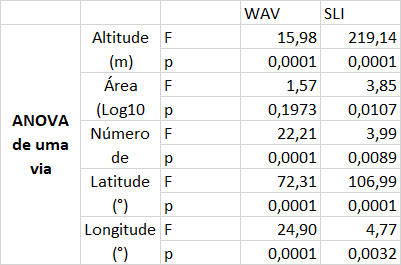 WAV SLI
Altitude F 15,98 219,14
(m) p 0,0001 0,0001
Área F 1,57 3,85
(Log10 p 0,1973 0,0107
ANOVA
de uma
via
Número F 22,21 3,99
de p 0,0001 0,0089
Latitude F 72,31 106,99
(°) p 0,0001 0,0001
Longitude F 24,90 4,77
(°) p 0,0001 0,0032